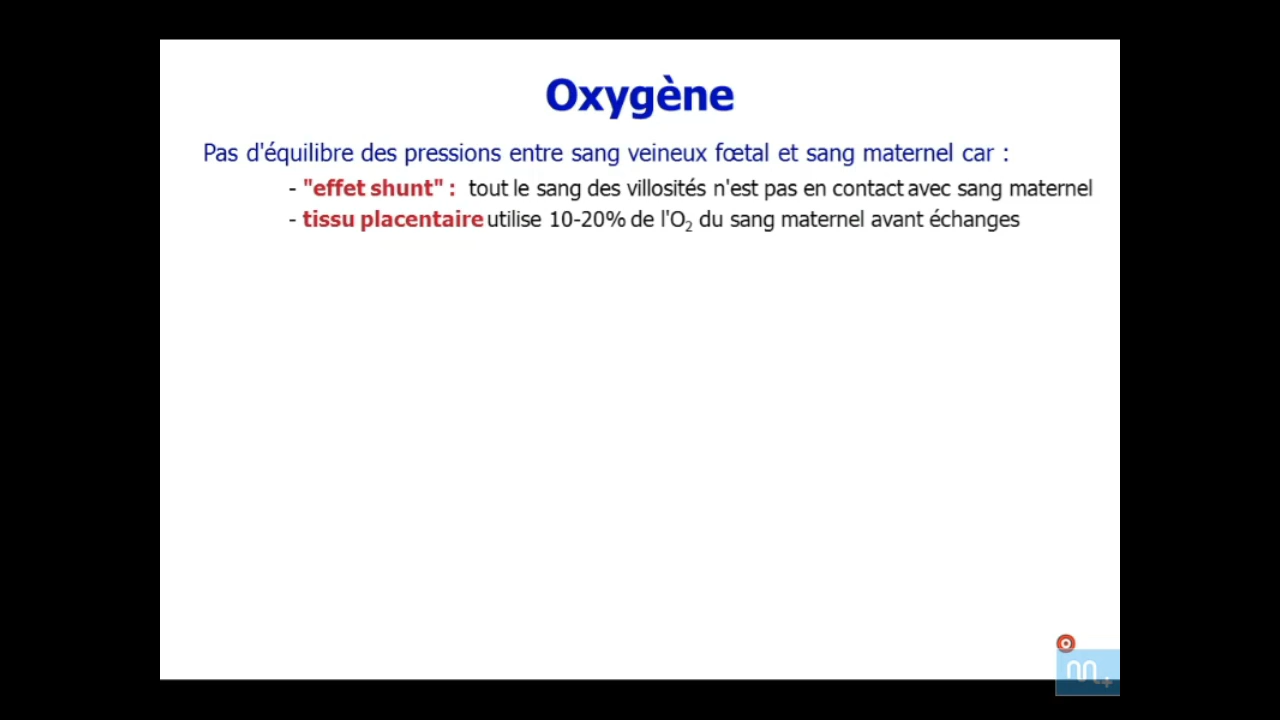 Oxygène
Pas d'équilibre des pressions entre sang veineux fœtal et sang maternel car :
- "effet shunt" : tout le sang des villosités n'est pas en contact avec sang maternel
- tissu placentaire utilise 10-20% de l'O₂ du sang maternel avant échanges